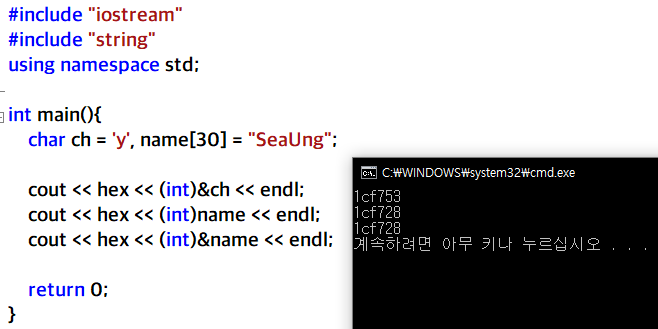 #include "iostream"
#include "string"
using namespace std;
int main(){
char ch = 'y', name[30] = "SeaUng";
cout << hex << (int)&ch << endl;
cout << hex << (int)name << endl;
cout << hex << (int)&name << endl;
return 0;
}
C:₩WINDOWS₩system32₩cmd.exe
1cf753
1cf728
1cf728
계속하려면 아무 키나 누르십시오 . . .